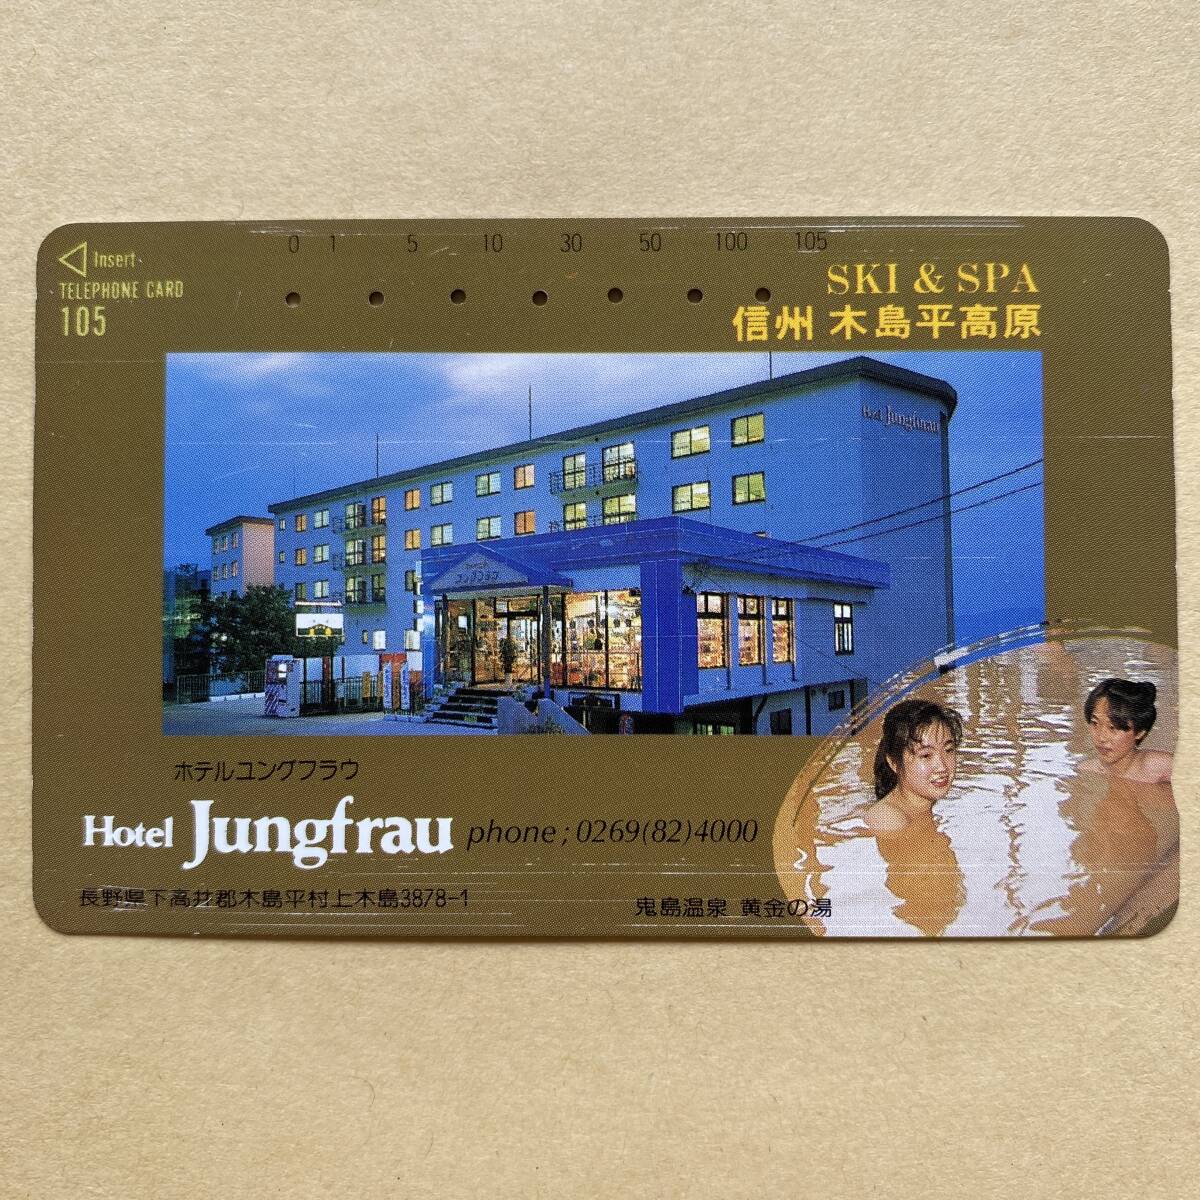 0 1 5 10 30 50 100 105
Insert
TELEPHONE CARD
105
SKI & SPA
信州 木島平高原
Hotel Jungfrau
ユングフラウ
ホテルユングフラウ
Hotel Jungfrau phone ; 0269(82)4000
長野県下高井郡木島平村上木島3878-1
鬼島温泉 黄金の湯